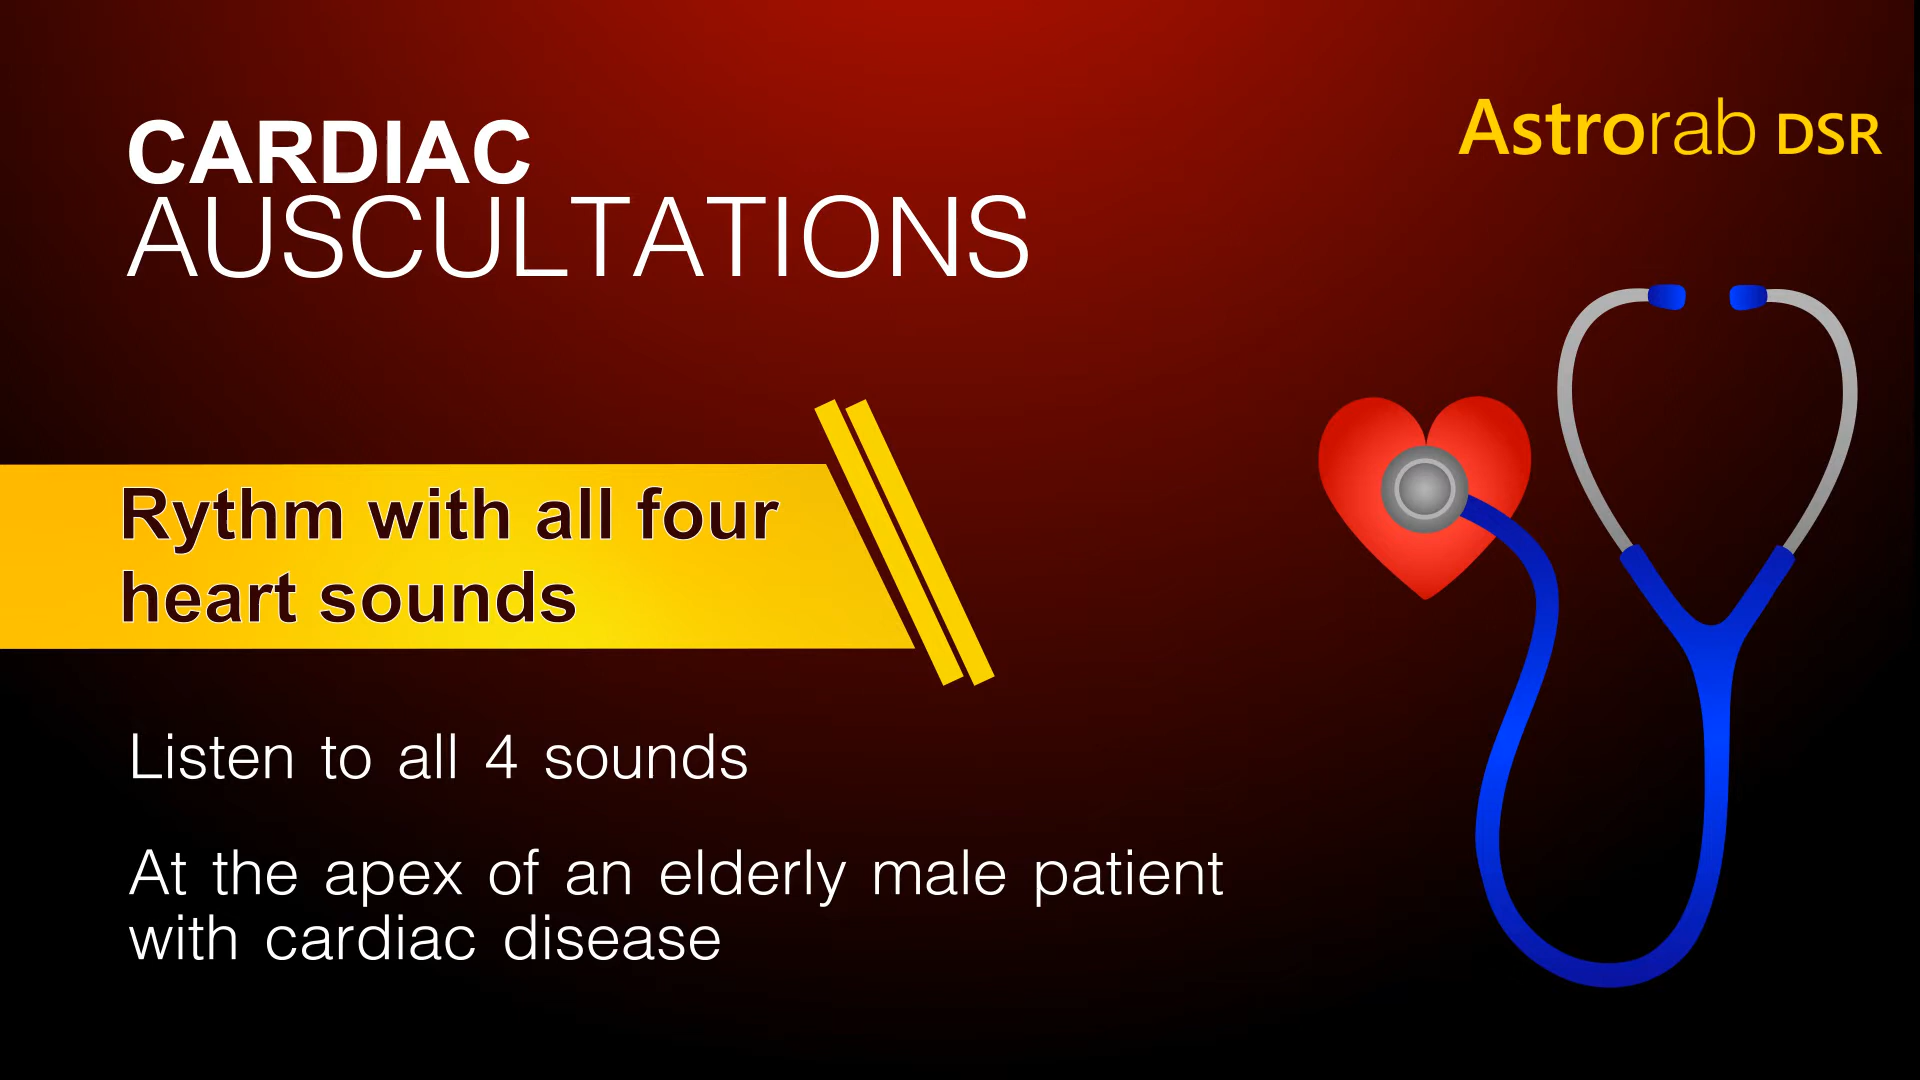 CARDIAC
AUSCULTATIONS
Astrorab DSR
Rythm with all four
heart sounds
Listen to all 4 sounds
At the apex of an elderly male patient
with cardiac disease